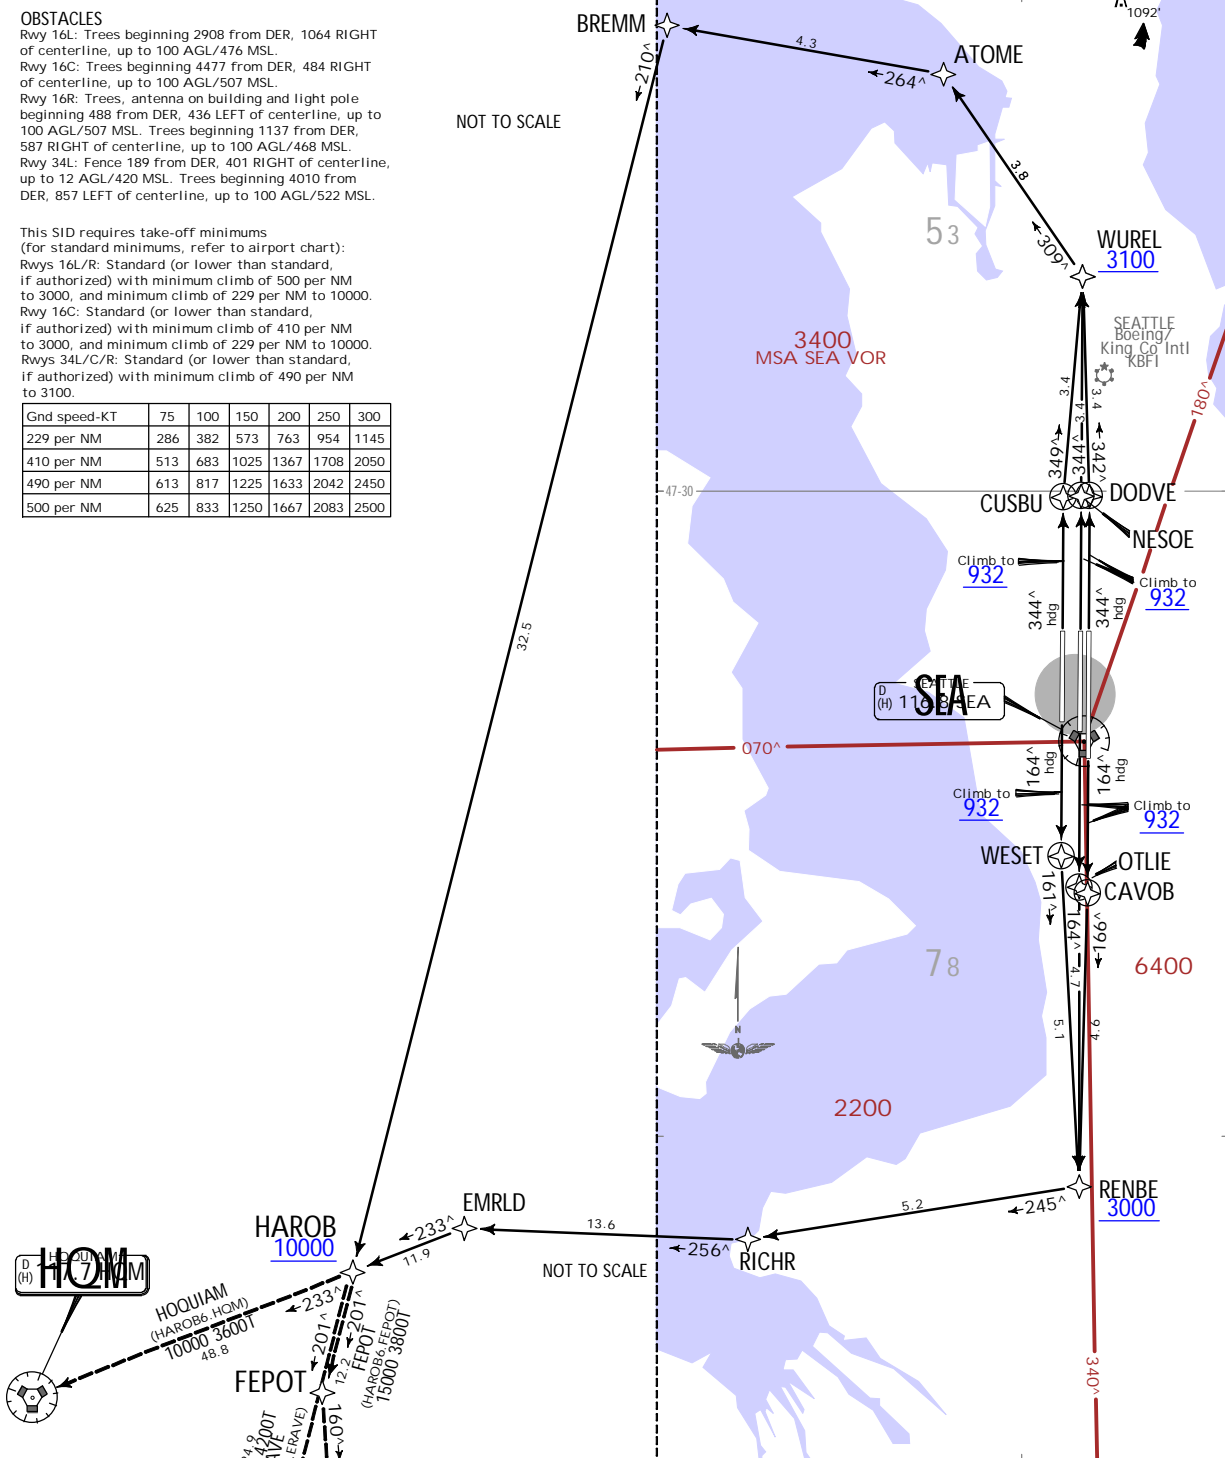 OBSTACLES
Rwy 16L: Trees beginning 2908 from DER, 1064 RIGHT
of centerline, up to 100 AGL/476 MSL.
Rwy 16C: Trees beginning 4477 from DER, 484 RIGHT
of centerline, up to 100 AGL/507 MSL.
Rwy 16R: Trees, antenna on building and light pole
beginning 488 from DER, 436 LEFT of centerline, up to
100 AGL/507 MSL. Trees beginning 1137 from DER,
587 RIGHT of centerline, up to 100 AGL/468 MSL.
Rwy 34L: Fence 189 from DER, 401 RIGHT of centerline,
up to 12 AGL/420 MSL. Trees beginning 4010 from
DER, 857 LEFT of centerline, up to 100 AGL/522 MSL.
This SID requires take-off minimums
(for standard minimums, refer to airport chart):
Rwys 16L/R: Standard (or lower than standard,
if authorized) with minimum climb of 500 per NM
to 3000, and minimum climb of 229 per NM to 10000.
Rwy 16C: Standard (or lower than standard,
if authorized) with minimum climb of 410 per NM
to 3000, and minimum climb of 229 per NM to 10000.
Rwys 34L/C/R: Standard (or lower than standard,
if authorized) with minimum climb of 490 per NM
to 3100.
Gnd speed-KT 75 100 150 200 250 300
229 per NM 286 382 573 763 954 1145
410 per NM 513 683 1025 1367 1708 2050
490 per NM 613 817 1225 1633 2042 2450
500 per NM 625 833 1250 1667 2083 2500
BREMM
210^
4.3
264^
ATOME
1092'
NOT TO SCALE
3.8
309^
53
WUREL
3100
3400
MSA SEA VOR
SEATTLE
Boeing/
King Co Intl
KBFI
180^
3.4
3.4
3.4
349^
344^
342^
47-30
CUSBU
DODVE
NESOE
Climb to
932
Climb to
932
344^
hdg
344^
hdg
32.5
SEATTLE
D
(H) 116.8 SEA
SEA
070^
164^
hdg
164^
hdg
Climb to
932
Climb to
932
WESET
OTLIE
CAVOB
161^
164^
166^
4.7
5.1
4.6
78
6400
N
2200
RENBE
3000
245^
5.2
RICHR
256^
13.6
EMRLD
233^
11.9
HAROB
10000
NOT TO SCALE
HOQUIAM
D
(H) 117.7 HQM
HQM
HOQUIAM
(HAROB6.HQM)
10000 3600T
48.8
233^
201^
201^
12.2
FEPOT
(HAROB6.FEPOT)
15000 3800T
FEPOT
160^
340^
4200T